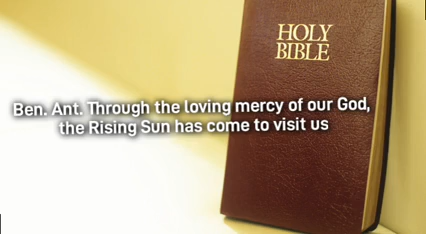 HOLY
BIBLE
Ben. Ant. Through the loving mercy of our God,
the Rising Sun has come to visit us